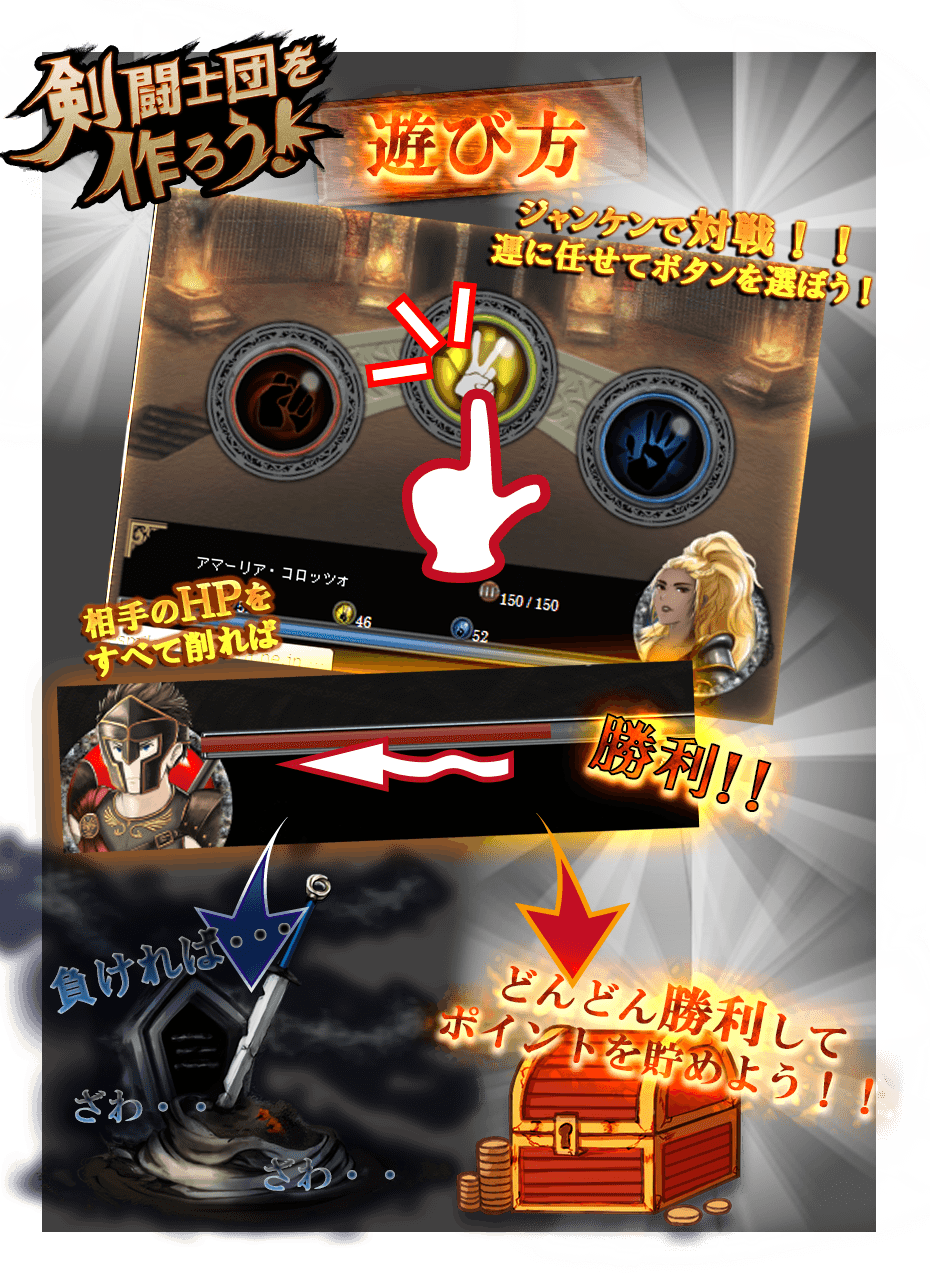 剣闘士団を
作ろう!
遊び方
ジャンケンで対戦！！
運に任せてボタンを選ぼう！
アマーリア・コロッツォ
150 / 150
46
52
相手のHPを
すべて削れば
勝利!!
負ければ・・・
どんどん勝利して
ポイントを貯めよう！！
ざわ・・
ざわ・・